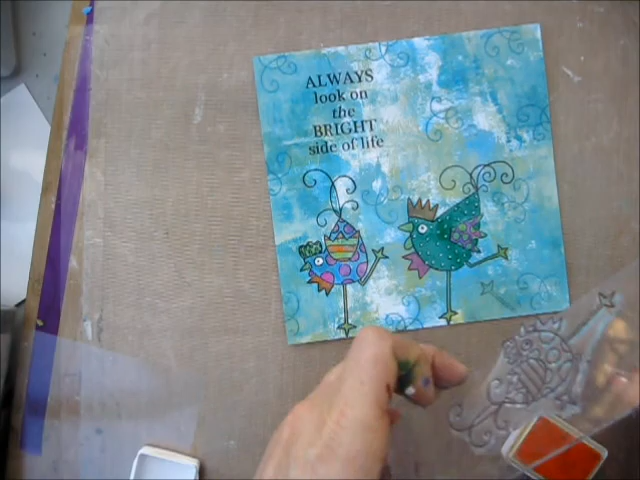 ALWAYS
look on
the
BRIGHT
side of life